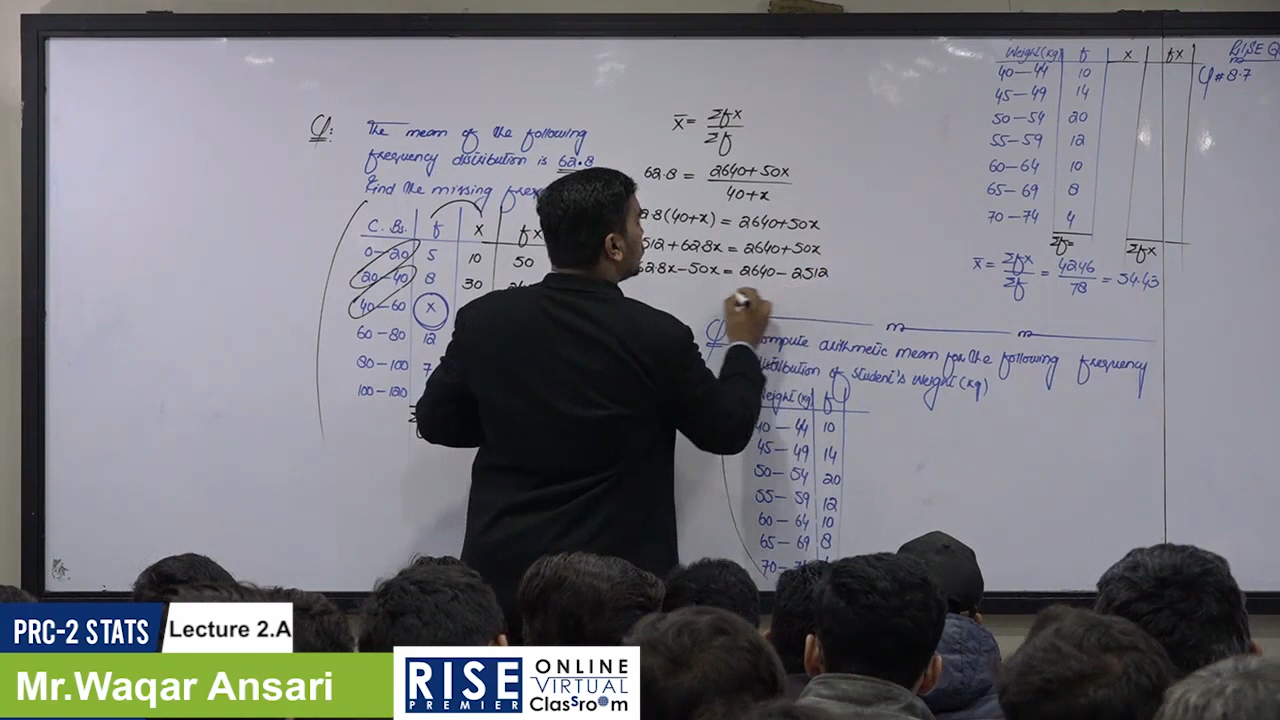 Q:
The mean of the following
frequency distribution is 62.8
Find the missing
C. Bs. f x fx
0-20 5 10 50
20-40 8 30
40-60 x
60-80 12
80-100 7
100-120
x̄ = Σfx / Σf
62.8 = 2640+50x / 40+x
2.8(40+x) = 2640+50x
512+62.8x = 2640+50x
62.8x-50x = 2640-2512
Q
ompute arithmetic mean for the following frequency
distribution of student's weight (kg)
eight (kg) f
40-44 10
45-49 14
50-54 20
55-59 12
60-64 10
65-69 8
70-
Weight (kg) f x fx
40-44 10
45-49 14
50-54 20
55-59 12
60-64 10
65-69 8
70-74 4
Σf= Σfx
x̄ = Σfx / Σf = 4246 / 78 = 54.43
RISE Q
Q#8.7
PRC-2 STATS
Lecture 2.A
Mr.Waqar Ansari
RISE
PREMIER
ONLINE
VIRTUAL
Classroom